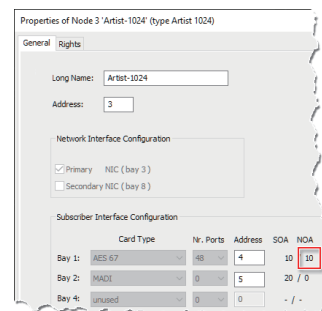 Properties of Node 3 'Artist-1024' (type Artist 1024)
General Rights
Long Name: Artist-1024
Address: 3
Network Interface Configuration
Primary NIC ( bay 3 )
Secondary NIC ( bay 8 )
Subscriber Interface Configuration
Card Type Nr. Ports Address SOA NOA
Bay 1: AES 67 48 4 10 10
Bay 2: MADI 0 5 20 / 0
Bay 4: unused 0 0 - / -